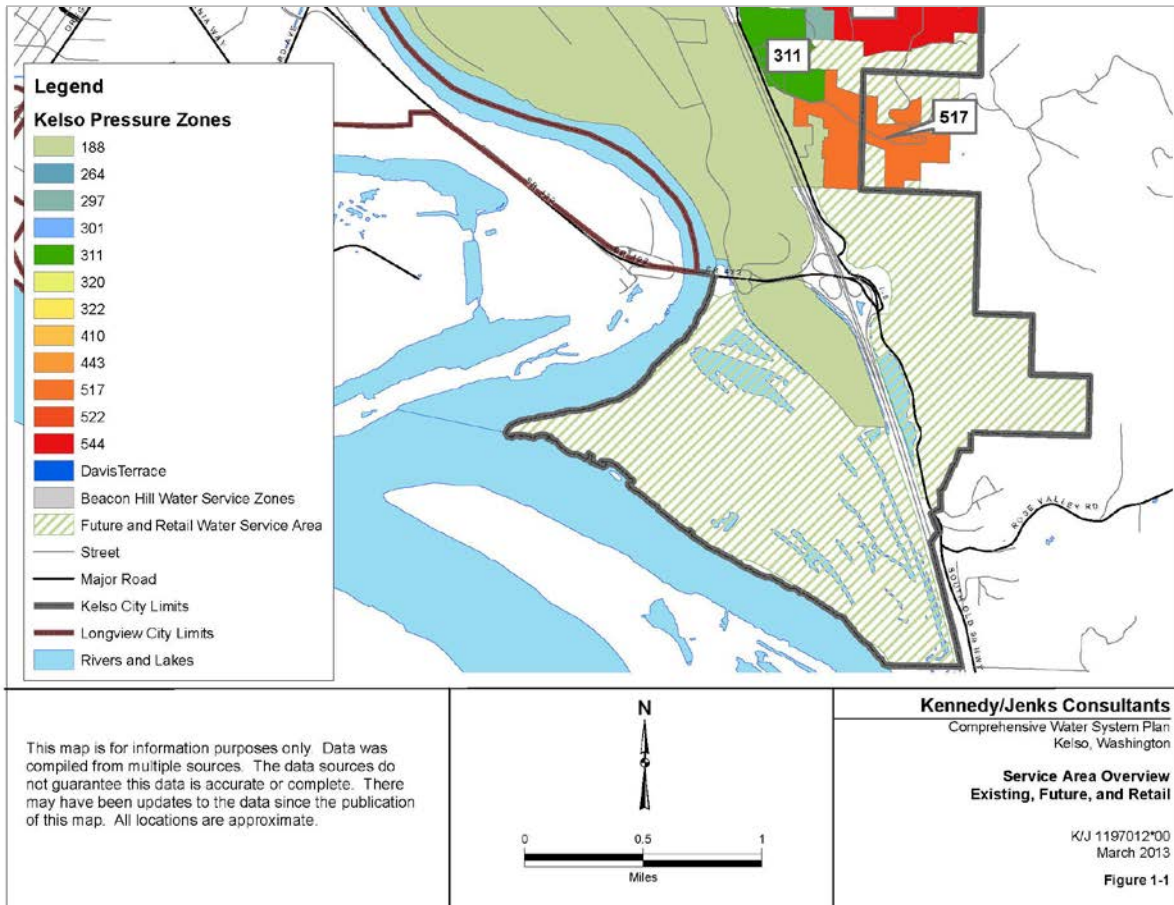 311
517
Legend
Kelso Pressure Zones
188
264
297
301
311
320
322
410
443
517
522
544
DavisTerrace
Beacon Hill Water Service Zones
Future and Retail Water Service Area
Street
Major Road
Kelso City Limits
Longview City Limits
Rivers and Lakes
ROSE VALLEY RD
SOUTH OLD 99 HWY
This map is for information purposes only. Data was
compiled from multiple sources. The data sources do
not guarantee this data is accurate or complete. There
may have been updates to the data since the publication
of this map. All locations are approximate.
N
0 0.5 1
Miles
Kennedy/Jenks Consultants
Comprehensive Water System Plan
Kelso, Washington
Service Area Overview
Existing, Future, and Retail
K/J 1197012*00
March 2013
Figure 1-1